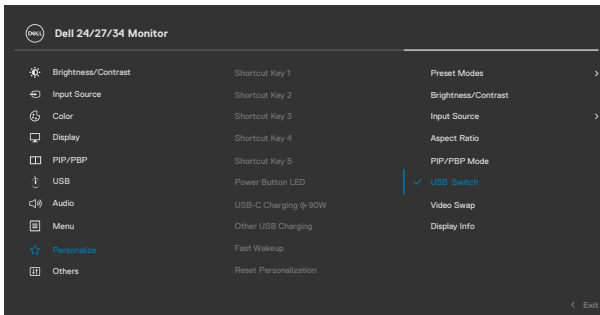 DELL Dell 24/27/34 Monitor
Brightness/Contrast Shortcut Key 1 Preset Modes >
Input Source Shortcut Key 2 Brightness/Contrast
Color Shortcut Key 3 Input Source >
Display Shortcut Key 4 Aspect Ratio
PIP/PBP Shortcut Key 5 PIP/PBP Mode
USB Power Button LED ✓ USB Switch
Audio USB-C Charging 90W Video Swap
Menu Other USB Charging Display Info
Personalize Fast Wakeup
Others Reset Personalization
< Exit